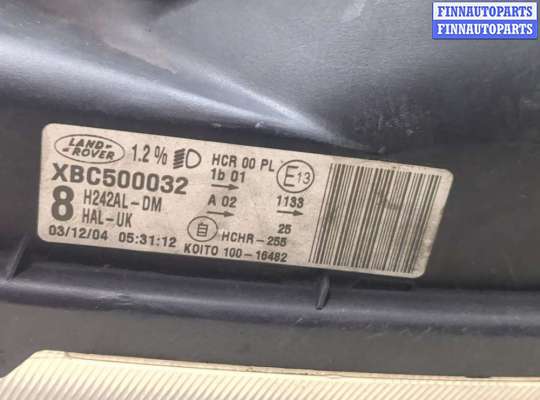 FINNAUTOPARTS
FINNAUTOPARTS
LAND-ROVER 1.2% HCR 00 PL E13
XBC500032 1b 01
8 H242AL-DM A 02 1133
HAL-UK 25
HCHR-255
03/12/04 05:31:12 KOITO 100-16482